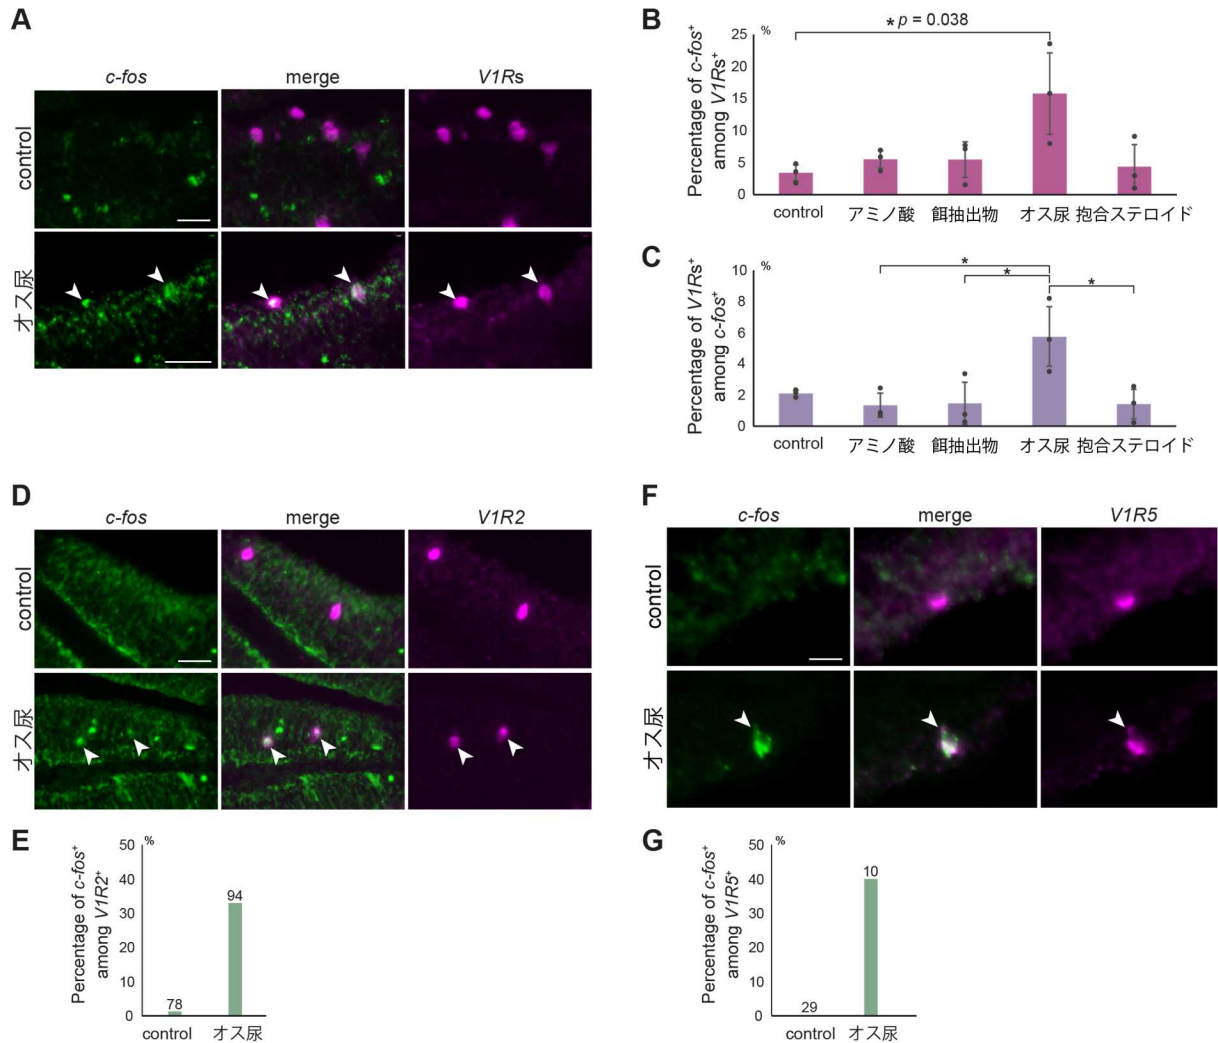 A
c-fos
merge
V1Rs
control
オス尿
B
Percentage of c-fos⁺
among V1Rs⁺
%
25
20
15
10
5
0
* p = 0.038
control
アミノ酸
餌抽出物
オス尿
抱合ステロイド
C
Percentage of V1Rs⁺
among c-fos⁺
%
10
8
6
4
2
0
*
*
*
control
アミノ酸
餌抽出物
オス尿
抱合ステロイド
D
c-fos
merge
V1R2
control
オス尿
E
Percentage of c-fos⁺
among V1R2⁺
%
50
40
30
20
10
0
78
94
control
オス尿
F
c-fos
merge
V1R5
control
オス尿
G
Percentage of c-fos⁺
among V1R5⁺
%
50
40
30
20
10
0
29
10
control
オス尿